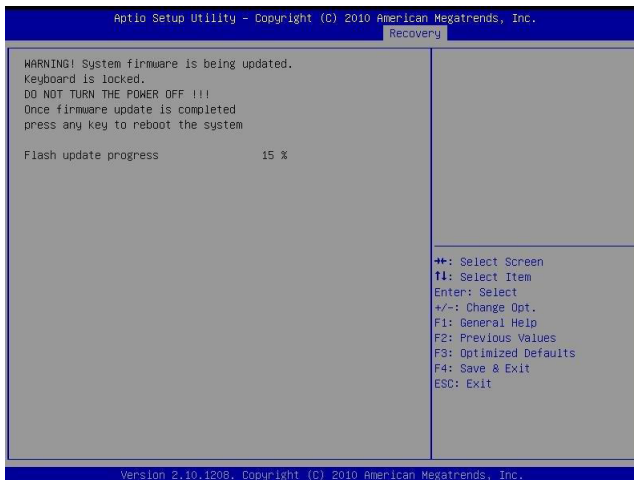 Aptio Setup Utility – Copyright (C) 2010 American Megatrends, Inc.
Recovery
WARNING! System firmware is being updated.
Keyboard is locked.
DO NOT TURN THE POWER OFF !!!
Once firmware update is completed
press any key to reboot the system
Flash update progress 15 %
→←: Select Screen
↑↓: Select Item
Enter: Select
+/-: Change Opt.
F1: General Help
F2: Previous Values
F3: Optimized Defaults
F4: Save & Exit
ESC: Exit
Version 2.10.1208. Copyright (C) 2010 American Megatrends, Inc.